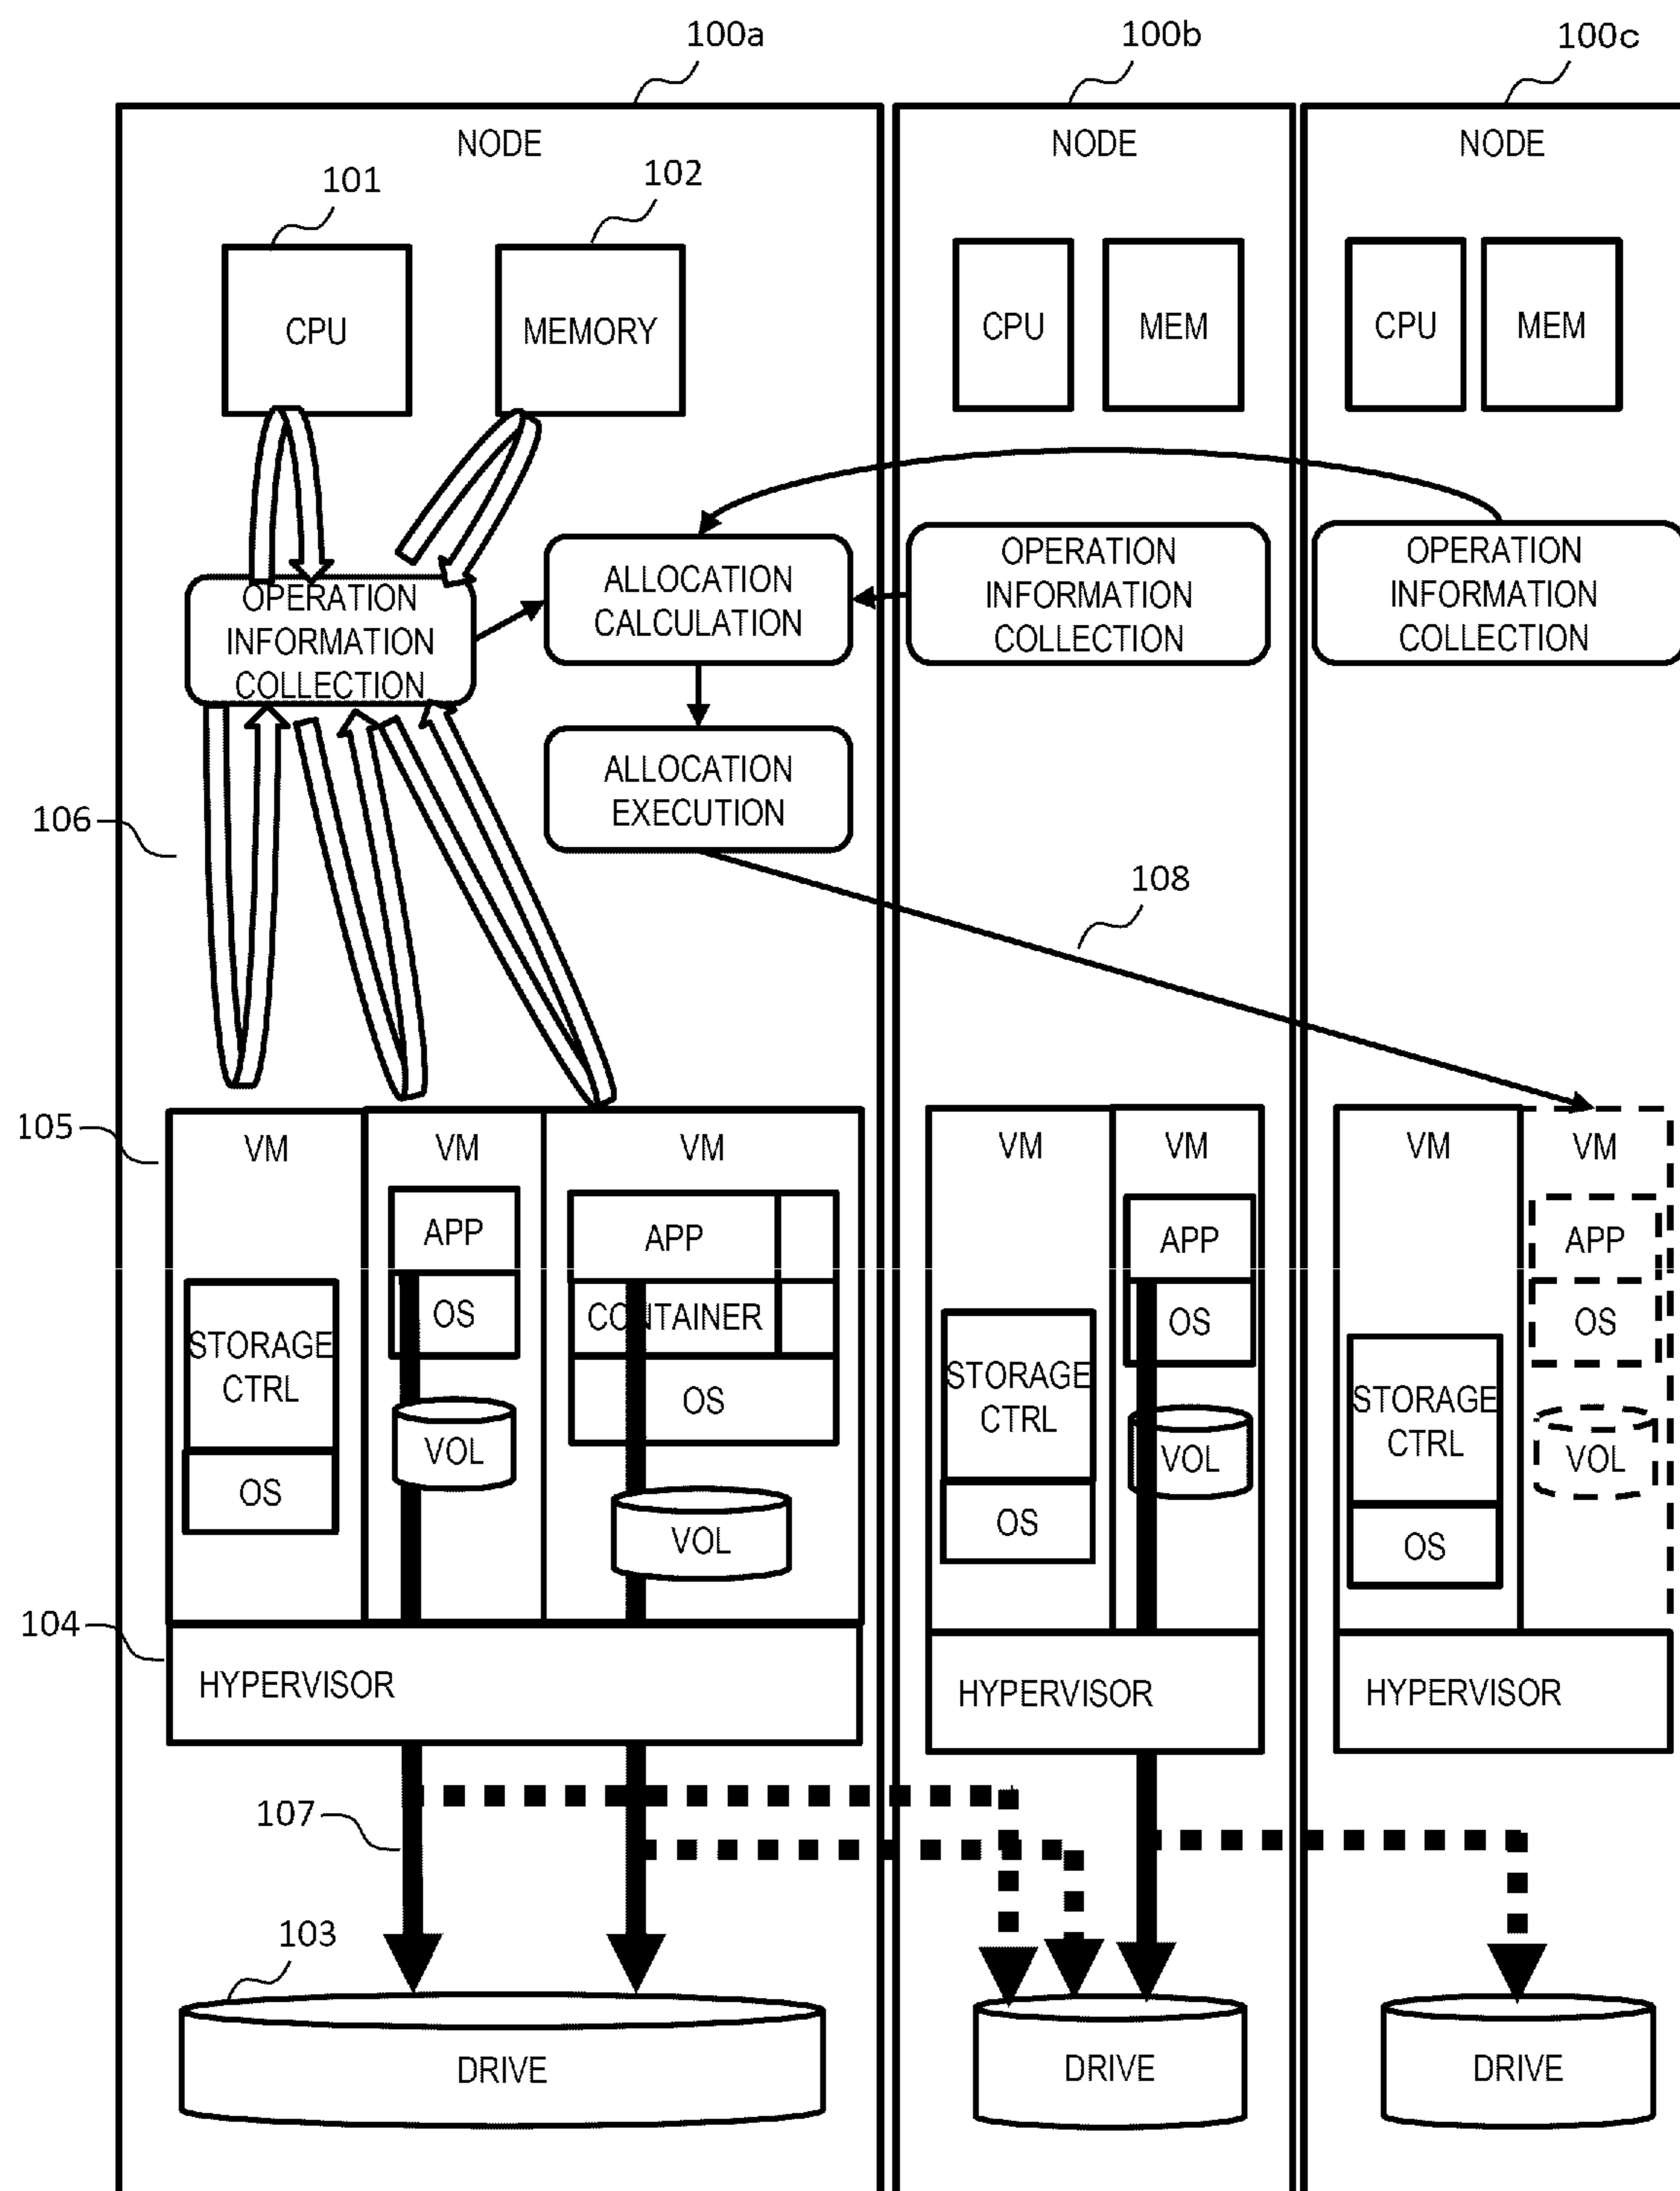 100a
100b
100c
NODE
NODE
NODE
101
102
CPU
MEMORY
CPU
MEM
CPU
MEM
OPERATION
INFORMATION
COLLECTION
ALLOCATION
CALCULATION
OPERATION
INFORMATION
COLLECTION
OPERATION
INFORMATION
COLLECTION
ALLOCATION
EXECUTION
106
108
105
VM
VM
VM
VM
VM
VM
VM
APP
APP
APP
APP
OS
CONTAINER
OS
OS
STORAGE
CTRL
OS
STORAGE
CTRL
STORAGE
CTRL
VOL
VOL
VOL
OS
VOL
OS
OS
104
HYPERVISOR
HYPERVISOR
HYPERVISOR
107
103
DRIVE
DRIVE
DRIVE